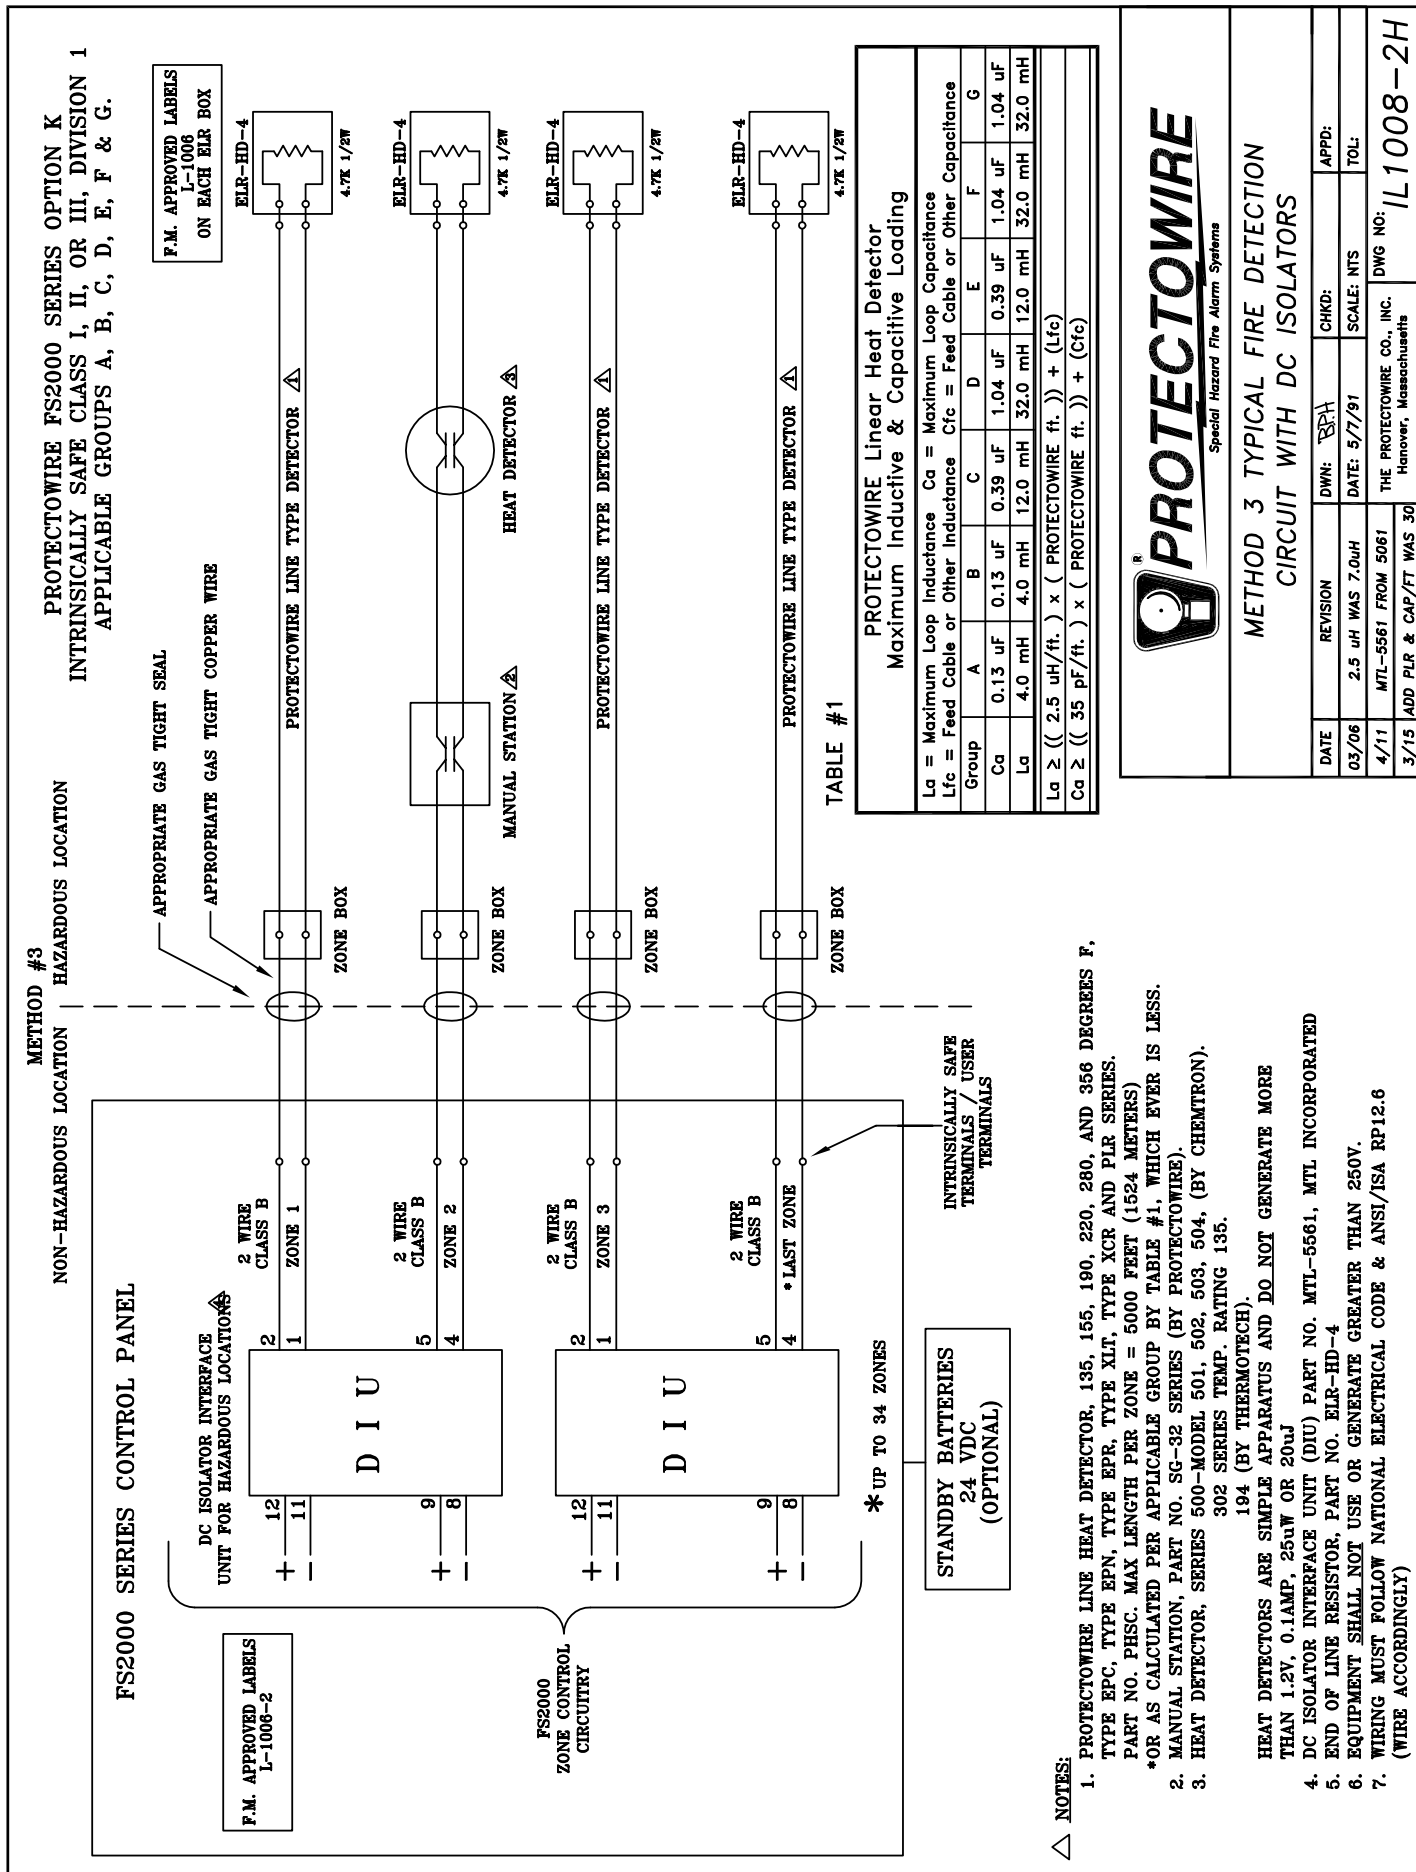 METHOD #3
NON-HAZARDOUS LOCATION
HAZARDOUS LOCATION
PROTECTOWIRE FS2000 SERIES OPTION K
INTRINSICALLY SAFE CLASS I, II, OR III, DIVISION 1
APPLICABLE GROUPS A, B, C, D, E, F & G.
FS2000 SERIES CONTROL PANEL
F.M. APPROVED LABELS
L-1006-2
DC ISOLATOR INTERFACE
UNIT FOR HAZARDOUS LOCATIONS
APPROPRIATE GAS TIGHT SEAL
APPROPRIATE GAS TIGHT COPPER WIRE
F.M. APPROVED LABELS
L-1006
ON EACH ELR BOX
FS2000
ZONE CONTROL
CIRCUITRY
+
-
12
11
D I U
2
1
2 WIRE
CLASS B
ZONE 1
ZONE BOX
PROTECTOWIRE LINE TYPE DETECTOR 1
ELR-HD-4
4.7K 1/2W
+
-
9
8
5
4
2 WIRE
CLASS B
ZONE 2
ZONE BOX
MANUAL STATION 2
HEAT DETECTOR 3
ELR-HD-4
4.7K 1/2W
+
-
12
11
D I U
2
1
2 WIRE
CLASS B
ZONE 3
ZONE BOX
PROTECTOWIRE LINE TYPE DETECTOR 1
ELR-HD-4
4.7K 1/2W
+
-
9
8
5
4
2 WIRE
CLASS B
*LAST ZONE
ZONE BOX
PROTECTOWIRE LINE TYPE DETECTOR 1
ELR-HD-4
4.7K 1/2W
*UP TO 34 ZONES
STANDBY BATTERIES
24 VDC
(OPTIONAL)
INTRINSICALLY SAFE
TERMINALS / USER
TERMINALS
NOTES:
1. PROTECTOWIRE LINE HEAT DETECTOR, 135, 155, 190, 220, 280, AND 356 DEGREES F,
TYPE EPC, TYPE EPN, TYPE EPR, TYPE XLT, TYPE XCR AND PLR SERIES.
PART NO. PHSC. MAX LENGTH PER ZONE = 5000 FEET (1524 METERS)
*OR AS CALCULATED PER APPLICABLE GROUP BY TABLE #1, WHICH EVER IS LESS.
2. MANUAL STATION, PART NO. SG-32 SERIES (BY PROTECTOWIRE).
3. HEAT DETECTOR, SERIES 500-MODEL 501, 502, 503, 504, (BY CHEMTRON).
302 SERIES TEMP. RATING 135.
194 (BY THERMOTECH).
HEAT DETECTORS ARE SIMPLE APPARATUS AND DO NOT GENERATE MORE
THAN 1.2V, 0.1AMP, 25uW OR 20uJ
4. DC ISOLATOR INTERFACE UNIT (DIU) PART NO. MTL-5561, MTL INCORPORATED
5. END OF LINE RESISTOR, PART NO. ELR-HD-4
6. EQUIPMENT SHALL NOT USE OR GENERATE GREATER THAN 250V.
7. WIRING MUST FOLLOW NATIONAL ELECTRICAL CODE & ANSI/ISA RP12.6
(WIRE ACCORDINGLY)
TABLE #1
PROTECTOWIRE Linear Heat Detector
Maximum Inductive & Capacitive Loading
La = Maximum Loop Inductance Ca = Maximum Loop Capacitance
Lfc = Feed Cable or Other Inductance Cfc = Feed Cable or Other Capacitance
Group A B C D E F G
Ca 0.13 uF 0.13 uF 0.39 uF 1.04 uF 0.39 uF 1.04 uF 1.04 uF
La 4.0 mH 4.0 mH 12.0 mH 32.0 mH 12.0 mH 32.0 mH 32.0 mH
La ≥ (( 2.5 uH/ft. ) x ( PROTECTOWIRE ft. )) + (Lfc)
Ca ≥ (( 35 pF/ft. ) x ( PROTECTOWIRE ft. )) + (Cfc)
® PROTECTOWIRE
Special Hazard Fire Alarm Systems
METHOD 3 TYPICAL FIRE DETECTION
CIRCUIT WITH DC ISOLATORS
DATE REVISION DWN: BPH CHKD: APPD:
03/06 2.5 uH WAS 7.0uH DATE: 5/7/91 SCALE: NTS TOL:
4/11 MTL-5561 FROM 5061
3/15 ADD PLR & CAP/FT WAS 30
THE PROTECTOWIRE CO., INC.
Hanover, Massachusetts
DWG NO: IL1008-2H